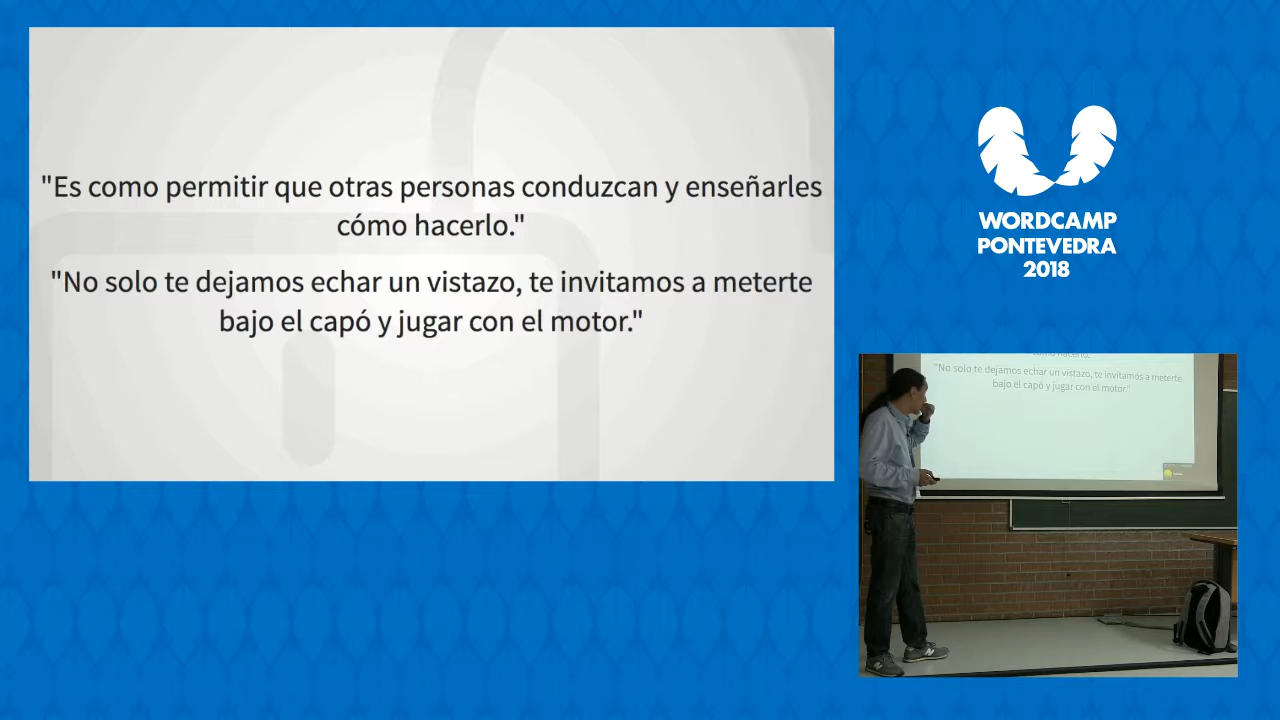 "Es como permitir que otras personas conduzcan y enseñarles
cómo hacerlo."
"No solo te dejamos echar un vistazo, te invitamos a meterte
bajo el capó y jugar con el motor."
WORDCAMP
PONTEVEDRA
2018
cómo hacerlo."
"No solo te dejamos echar un vistazo, te invitamos a meterte
bajo el capó y jugar con el motor."